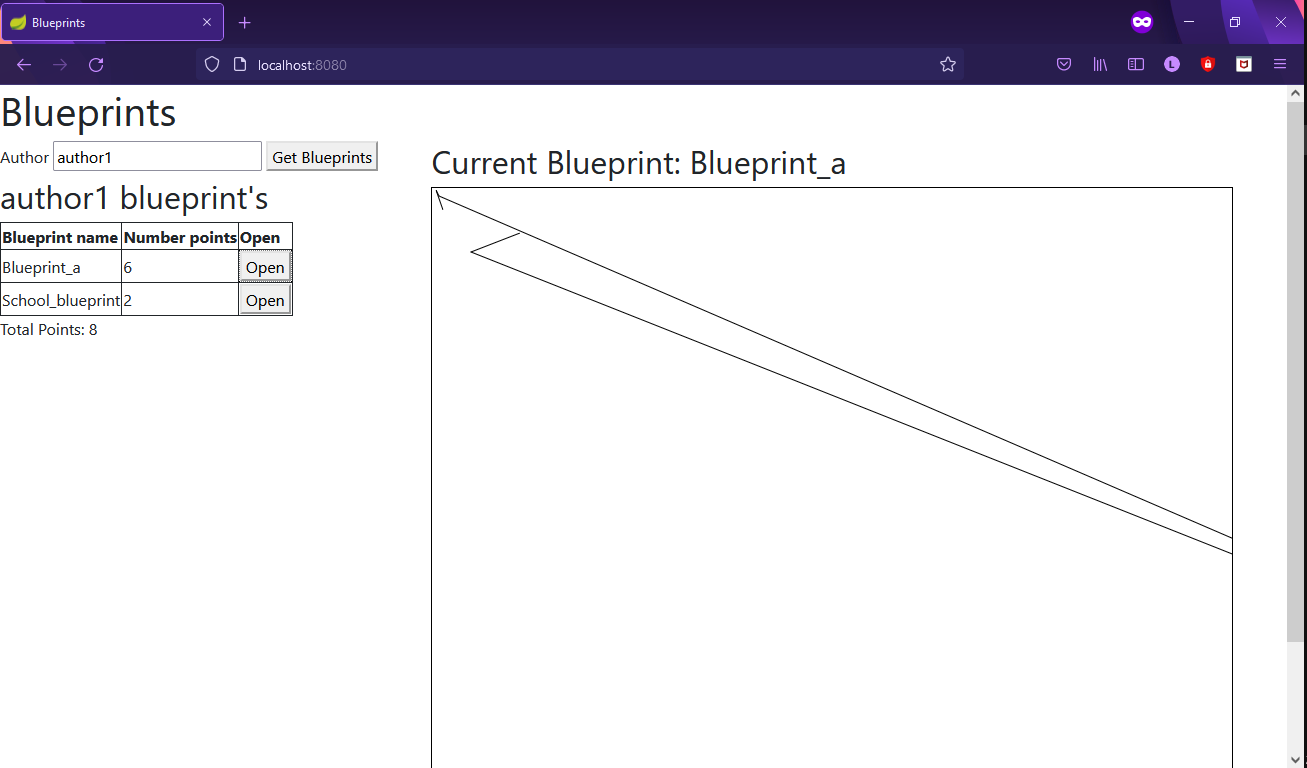 Blueprints
localhost:8080
Blueprints
Author author1 Get Blueprints
author1 blueprint's
Blueprint name Number points Open
Blueprint_a 6 Open
School_blueprint 2 Open
Total Points: 8
Current Blueprint: Blueprint_a
L